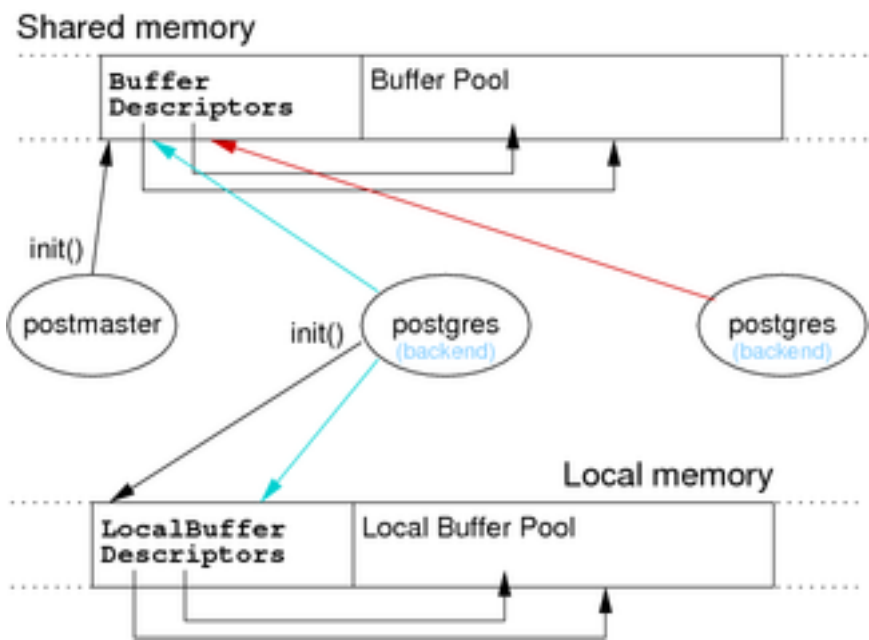 Shared memory
Buffer
Descriptors
Buffer Pool
init()
postmaster
init()
postgres
(backend)
postgres
(backend)
Local memory
LocalBuffer
Descriptors
Local Buffer Pool